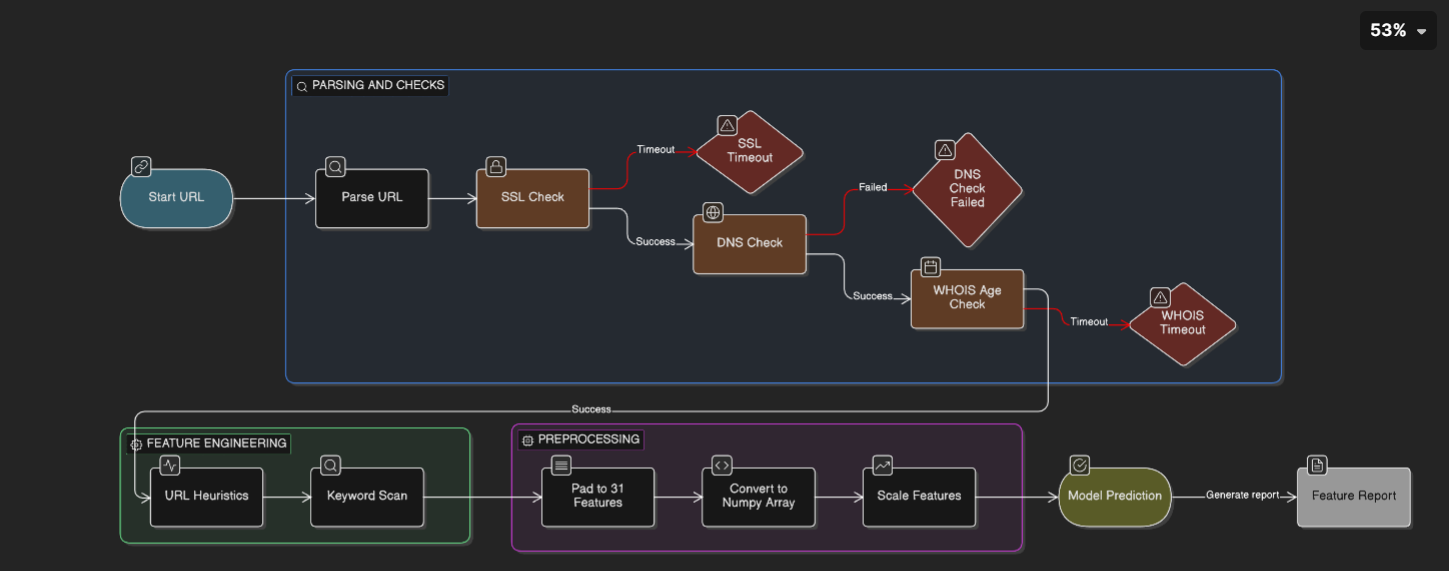 53%
PARSING AND CHECKS
Start URL
Parse URL
SSL Check
Timeout
SSL
Timeout
Success
DNS Check
Failed
DNS
Check
Failed
Success
WHOIS Age
Check
Timeout
WHOIS
Timeout
Success
FEATURE ENGINEERING
URL Heuristics
Keyword Scan
PREPROCESSING
Pad to 31
Features
Convert to
Numpy Array
Scale Features
Model Prediction
Generate report
Feature Report